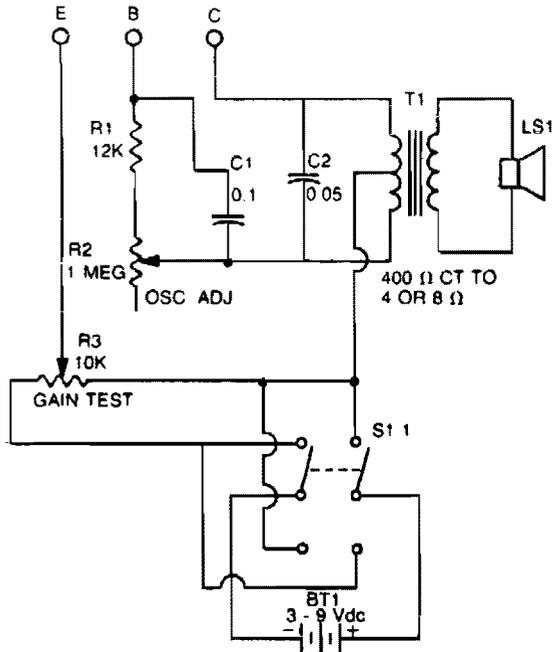 E B C
R1
12K
C1
0.1
C2
0.05
T1
LS1
R2
1 MEG
OSC ADJ
400 Ω CT TO
4 OR 8 Ω
R3
10K
GAIN TEST
S1 1
BT1
3 - 9 Vdc
- +